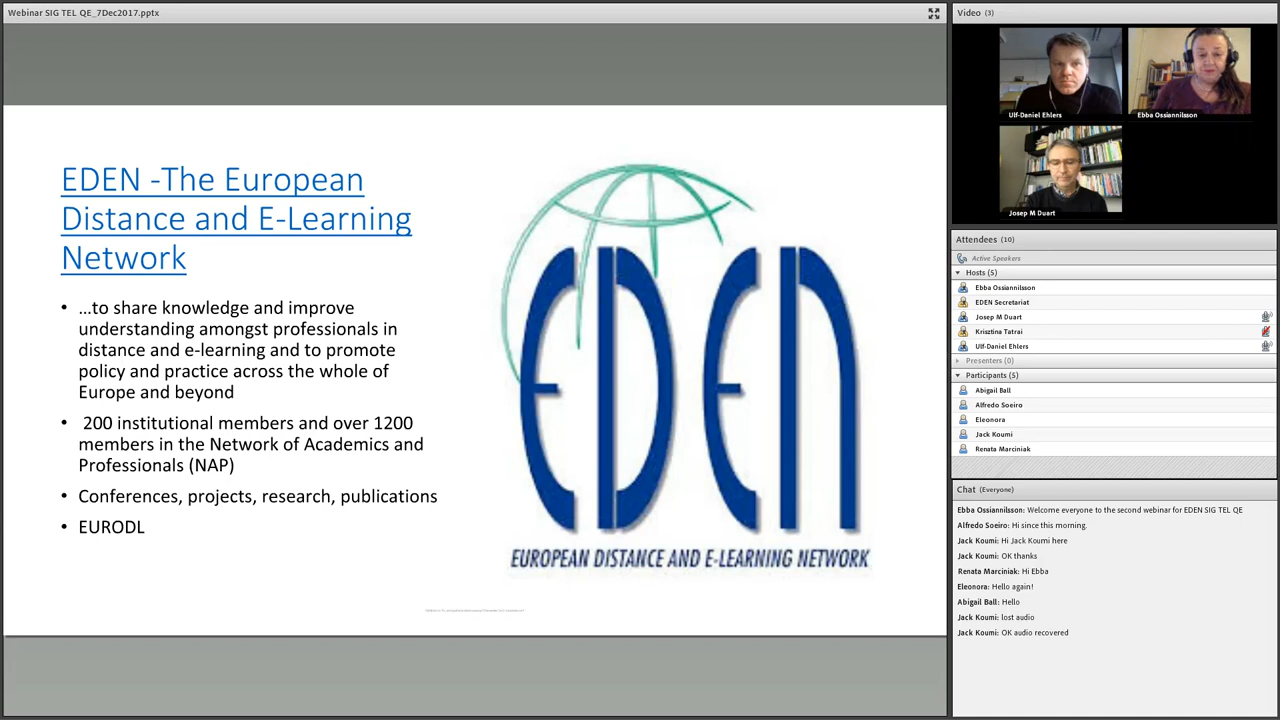 Webinar SIG TEL QE_7Dec2017.pptx
EDEN -The European
Distance and E-Learning
Network
• ...to share knowledge and improve
understanding amongst professionals in
distance and e-learning and to promote
policy and practice across the whole of
Europe and beyond
• 200 institutional members and over 1200
members in the Network of Academics and
Professionals (NAP)
• Conferences, projects, research, publications
• EURODL
EDEN
EUROPEAN DISTANCE AND E-LEARNING NETWORK
Video (3)
Ulf-Daniel Ehlers
Ebba Ossiannilsson
Josep M Duart
Attendees (10)
Active Speakers
Hosts (5)
Ebba Ossiannilsson
EDEN Secretariat
Josep M Duart
Krisztina Tatrai
Ulf-Daniel Ehlers
Presenters (0)
Participants (5)
Abigail Ball
Alfredo Soeiro
Eleonora
Jack Koumi
Renata Marciniak
Chat (Everyone)
Ebba Ossiannilsson: Welcome everyone to the second webinar for EDEN SIG TEL QE
Alfredo Soeiro: Hi since this morning.
Jack Koumi: Hi Jack Koumi here
Jack Koumi: OK thanks
Renata Marciniak: Hi Ebba
Eleonora: Hello again!
Abigail Ball: Hello
Jack Koumi: lost audio
Jack Koumi: OK audio recovered